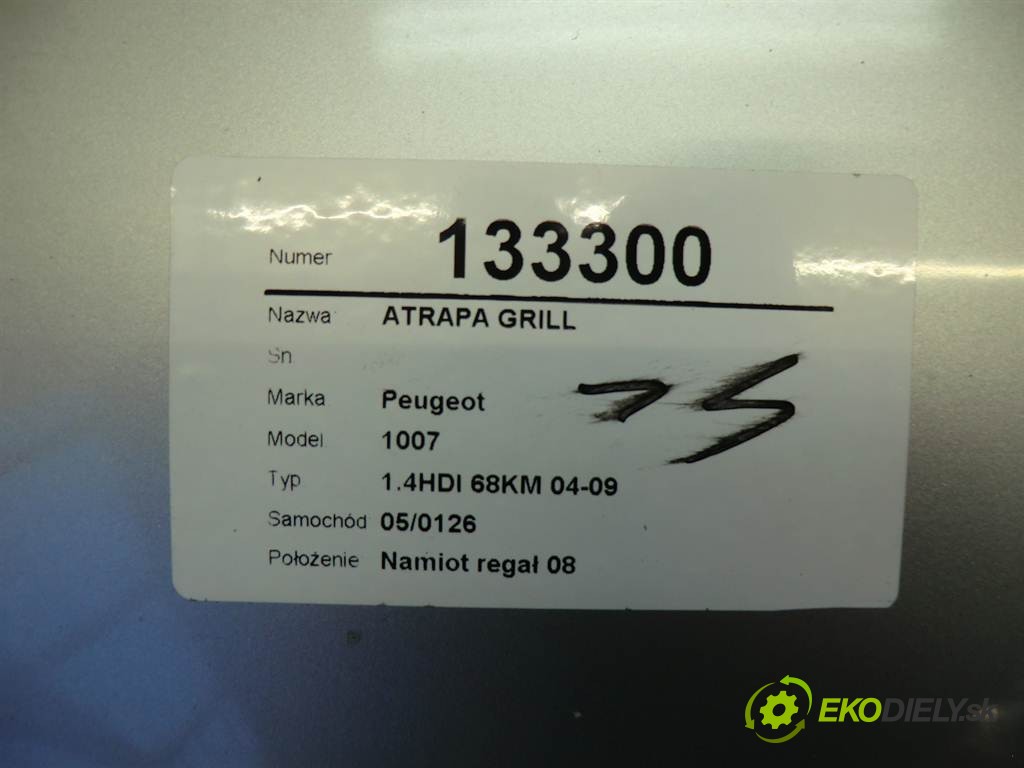 Numer 133300
Nazwa ATRAPA GRILL
Sn.
Marka Peugeot
Model 1007
Typ 1.4HDI 68KM 04-09
Samochód 05/0126
Położenie Namiot regał 08
EKODIELY.sk